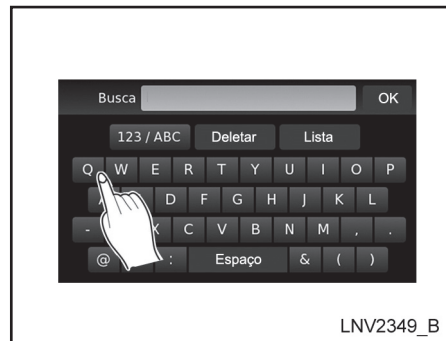 Busca OK
123 / ABC Deletar Lista
Q W E R T Y U I O P
D F G H J K L
- X C V B N M , .
@ : Espaço & ( )
LNV2349_B